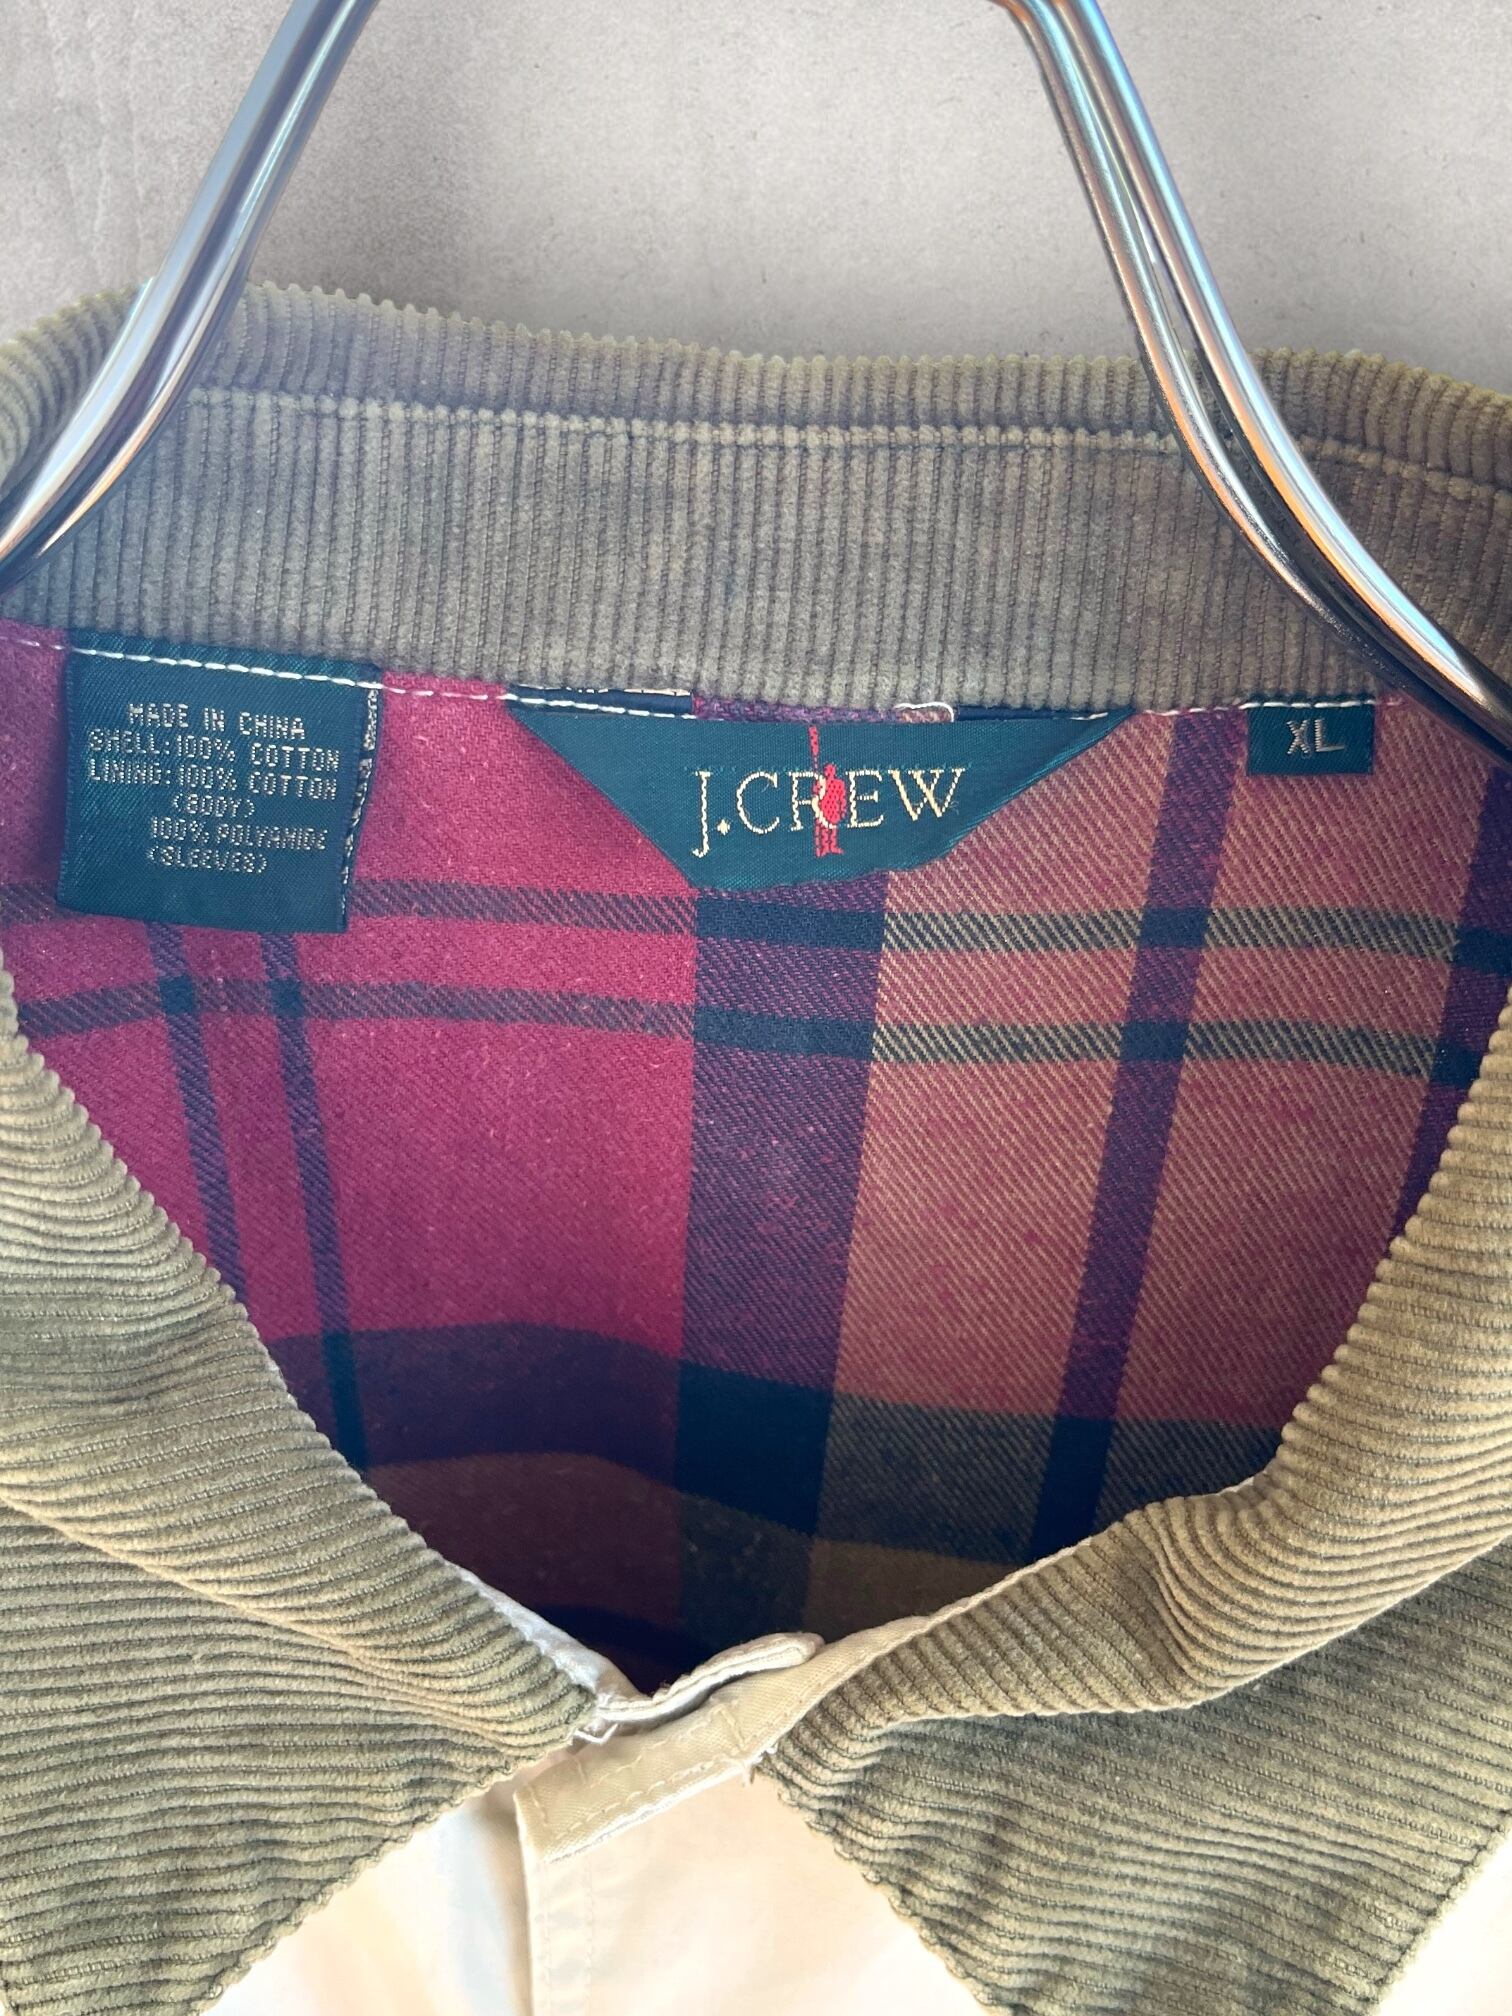 MADE IN CHINA
SHELL:100% COTTON
LINING:100% COTTON
(BODY)
100% POLYAMIDE
(SLEEVES)
J.CREW
XL